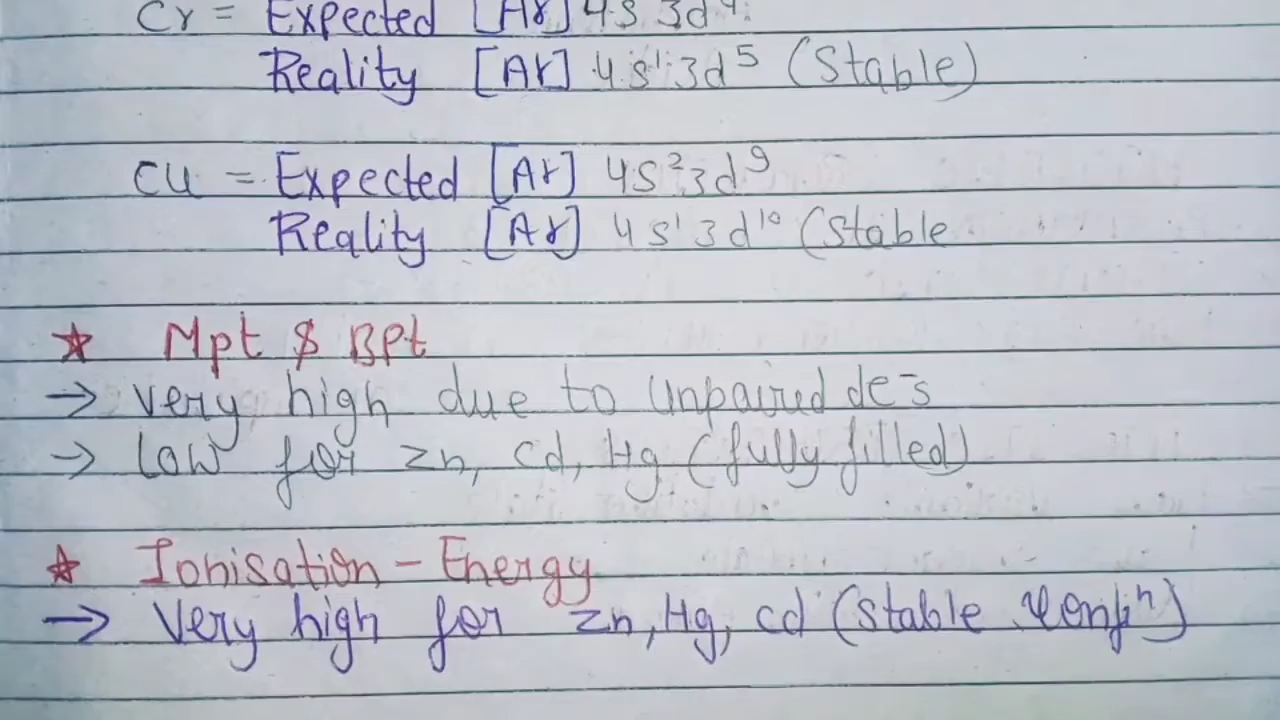 Cr = Expected [Ar] 4s 3d⁴
Reality [Ar] 4s¹ 3d⁵ (Stable)
Cu = Expected [Ar] 4s² 3d⁹
Reality [Ar] 4s¹ 3d¹⁰ (Stable
☆ Mpt & BPt
→ very high due to unpaired de⁻s
→ low for Zn, Cd, Hg (fully filled)
☆ Ionisation - Energy
→ Very high for Zn, Hg, Cd (stable Confⁿ)